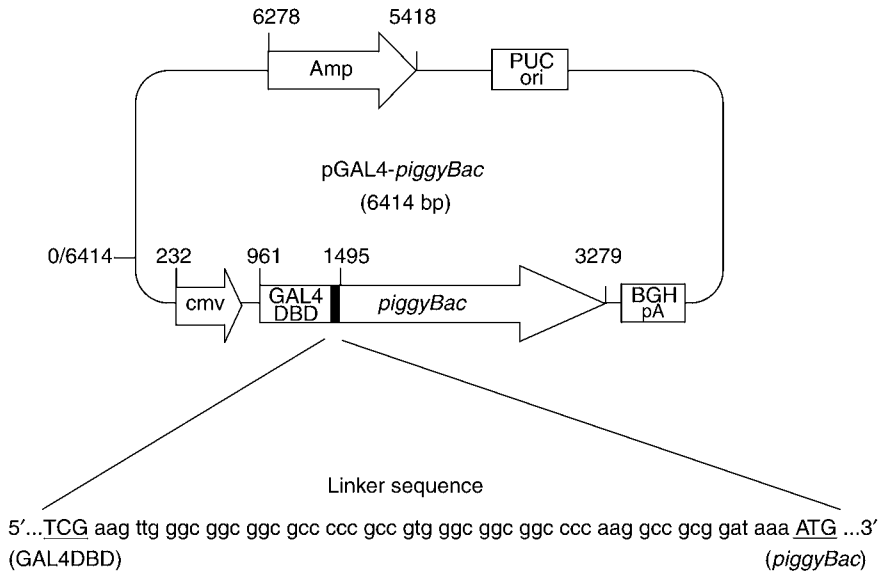 6278 5418
Amp
PUC
ori
pGAL4-piggyBac
(6414 bp)
0/6414 232 961 1495 3279
cmv
GAL4
DBD
piggyBac
BGH
pA
Linker sequence
5′...TCG aag ttg ggc ggc ggc gcc ccc gcc gtg ggc ggc ggc ccc aag gcc gcg gat aaa ATG ...3′
(GAL4DBD) (piggyBac)